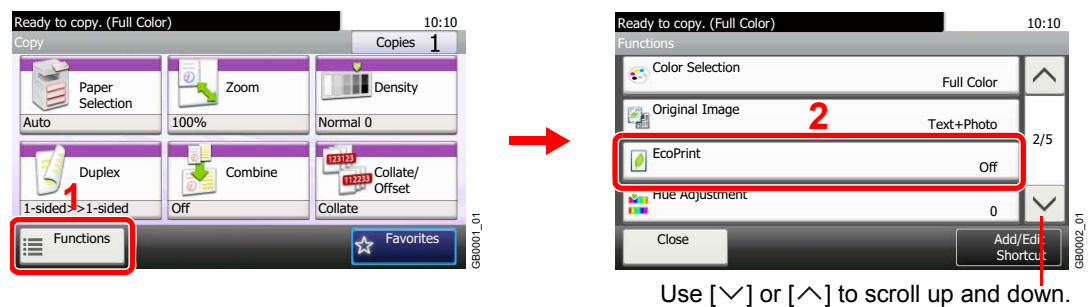 Ready to copy. (Full Color)
10:10
Copy
Copies 1
Paper
Selection
Zoom
Density
Auto
100%
Normal 0
Duplex
Combine
123123
112233
Collate/
Offset
1
1-sided>>1-sided
Off
Collate
Functions
Favorites
GB0001_01
Ready to copy. (Full Color)
10:10
Functions
Color Selection
Full Color
Original Image
2
Text+Photo
2/5
EcoPrint
Off
Hue Adjustment
0
Close
Add/Edit
Shortcut
GB0002_01
Use [∨] or [∧] to scroll up and down.